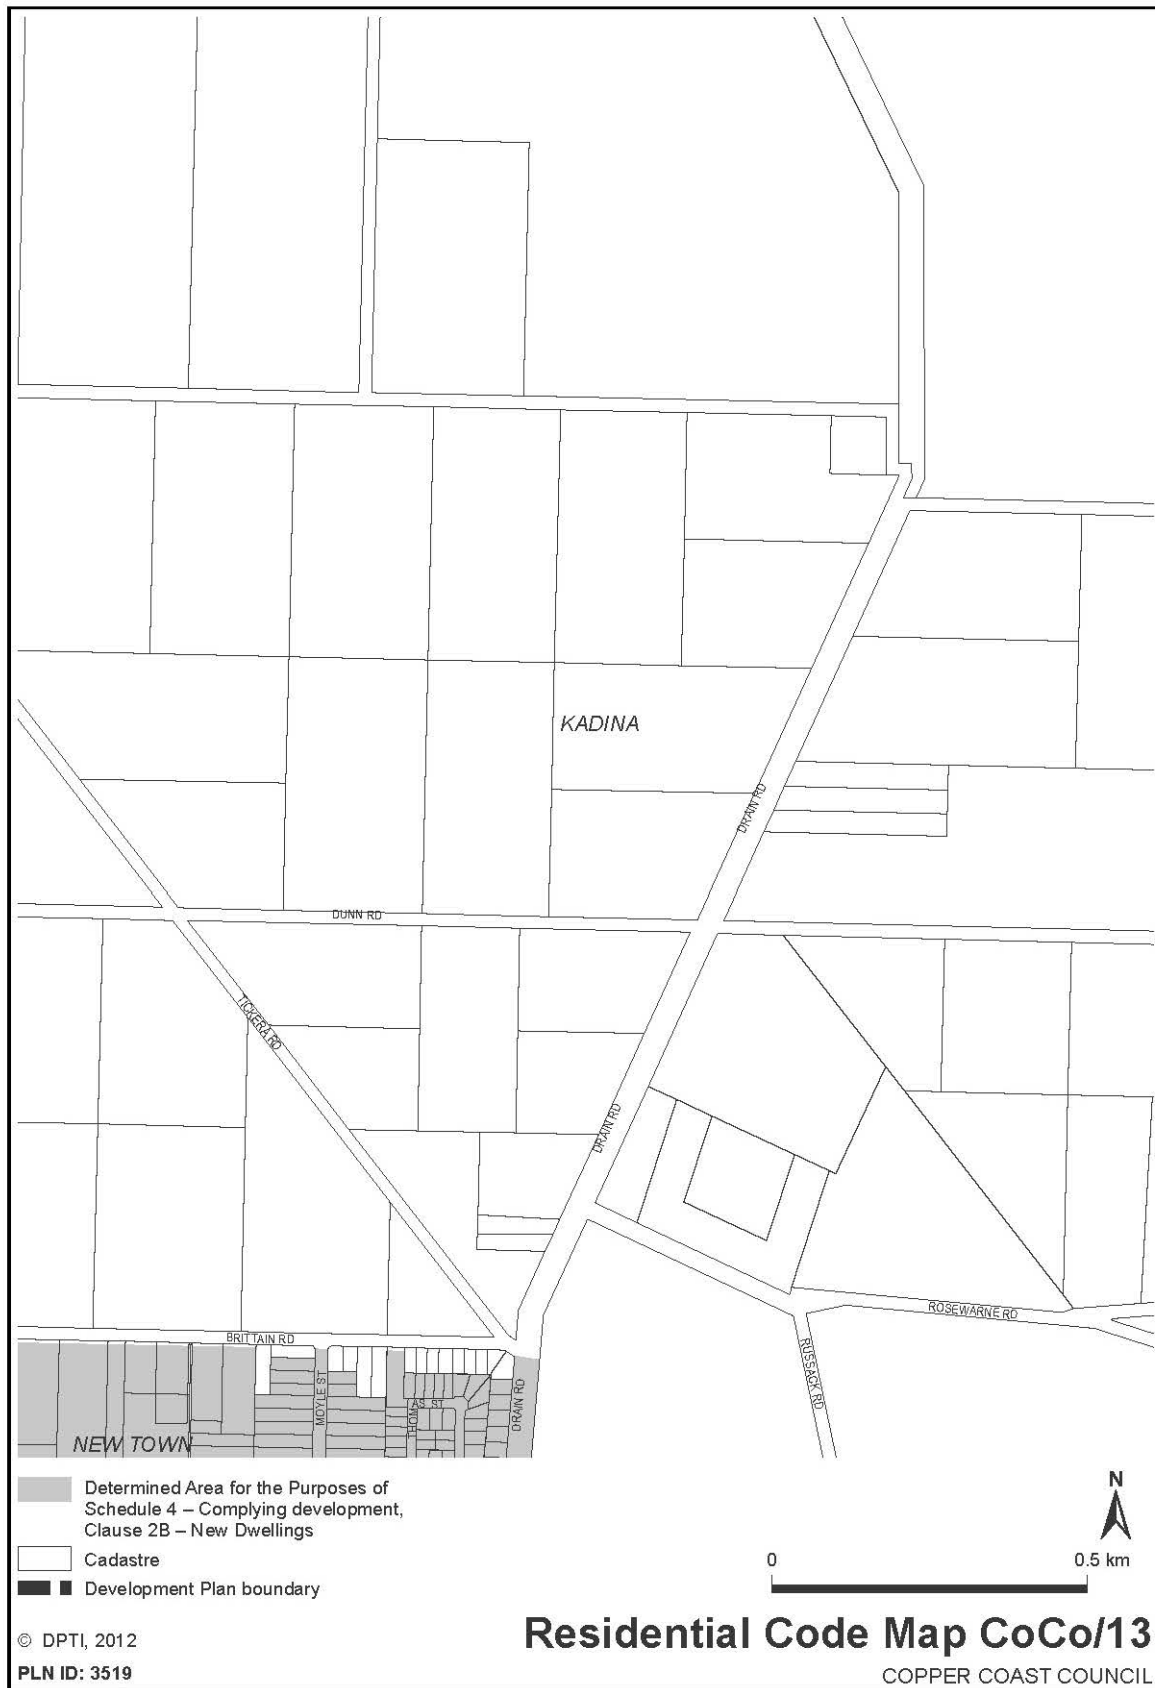 KADINA
DRAIN RD
DUNN RD
TICKERA RD
DRAIN RD
ROSEWARNE RD
BRITTAIN RD
RUSSACK RD
MOYLE ST
THOMAS ST
DRAIN RD
NEW TOWN
Determined Area for the Purposes of
Schedule 4 – Complying development,
Clause 2B – New Dwellings
Cadastre
Development Plan boundary
N
0 0.5 km
© DPTI, 2012
Residential Code Map CoCo/13
PLN ID: 3519
COPPER COAST COUNCIL